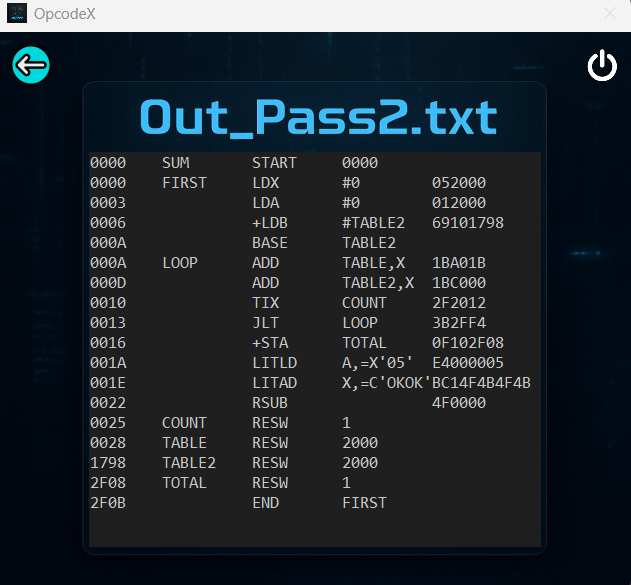 OpcodeX
Out_Pass2.txt
0000 SUM START 0000
0000 FIRST LDX #0 052000
0003 LDA #0 012000
0006 +LDB #TABLE2 69101798
000A BASE TABLE2
000A LOOP ADD TABLE,X 1BA01B
000D ADD TABLE2,X 1BC000
0010 TIX COUNT 2F2012
0013 JLT LOOP 3B2FF4
0016 +STA TOTAL 0F102F08
001A LITLD A,=X'05' E4000005
001E LITAD X,=C'OKOK'BC14F4B4F4B
0022 RSUB 4F0000
0025 COUNT RESW 1
0028 TABLE RESW 2000
1798 TABLE2 RESW 2000
2F08 TOTAL RESW 1
2F0B END FIRST